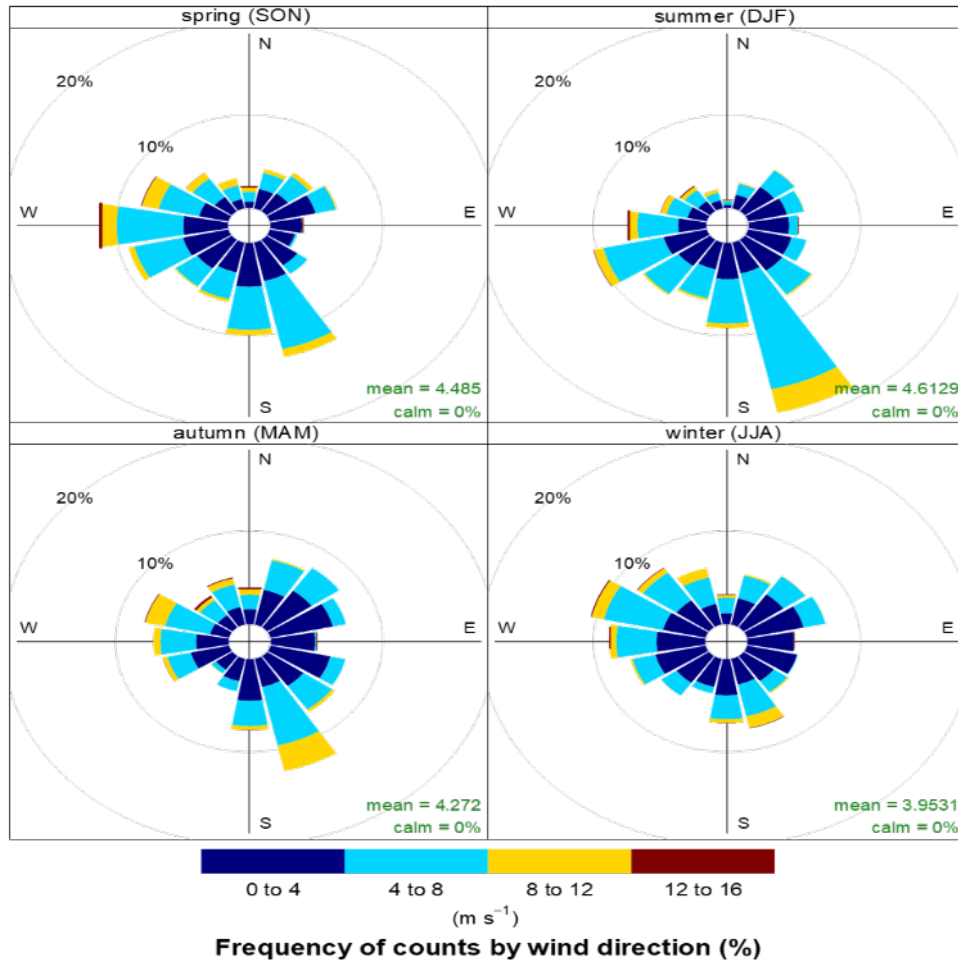 spring (SON)
N
20%
10%
W
E
S
mean = 4.485
calm = 0%
summer (DJF)
N
20%
10%
W
E
S
mean = 4.6129
calm = 0%
autumn (MAM)
N
20%
10%
W
E
S
mean = 4.272
calm = 0%
winter (JJA)
N
20%
10%
W
E
S
mean = 3.9531
calm = 0%
0 to 4
4 to 8
8 to 12
12 to 16
(m s⁻¹)
Frequency of counts by wind direction (%)